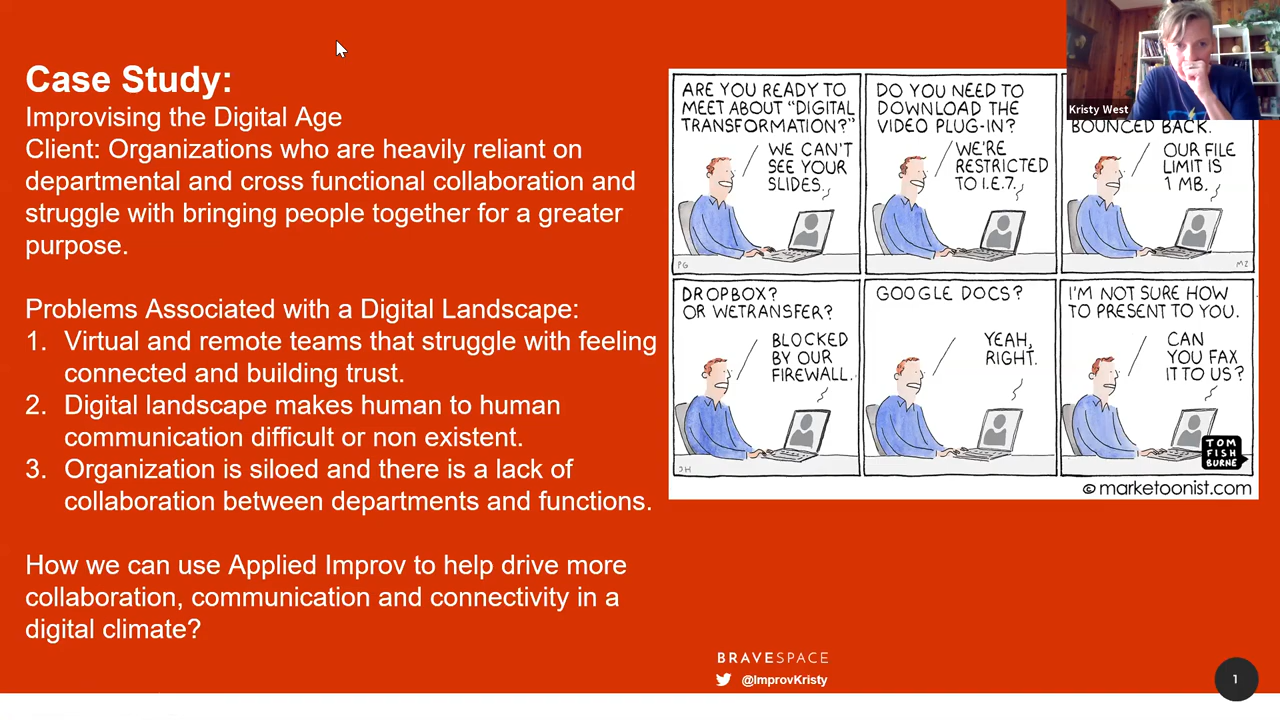 Case Study:
Improvising the Digital Age
Client: Organizations who are heavily reliant on
departmental and cross functional collaboration and
struggle with bringing people together for a greater
purpose.
Problems Associated with a Digital Landscape:
1. Virtual and remote teams that struggle with feeling
connected and building trust.
2. Digital landscape makes human to human
communication difficult or non existent.
3. Organization is siloed and there is a lack of
collaboration between departments and functions.
How we can use Applied Improv to help drive more
collaboration, communication and connectivity in a
digital climate?
Kristy West
ARE YOU READY TO
MEET ABOUT "DIGITAL
TRANSFORMATION?"
WE CAN'T
SEE YOUR
SLIDES.
PG
DO YOU NEED TO
DOWNLOAD THE
VIDEO PLUG-IN?
WE'RE
RESTRICTED
TO I.E.7.
BOUNCED BACK.
OUR FILE
LIMIT IS
1 MB.
MZ
DROPBOX?
OR WETRANSFER?
BLOCKED
BY OUR
FIREWALL.
JH
GOOGLE DOCS?
YEAH,
RIGHT.
I'M NOT SURE HOW
TO PRESENT TO YOU.
CAN
YOU FAX
IT TO US?
TOM
FISH
BURNE
© marketoonist.com
BRAVESPACE
@ImprovKristy
1